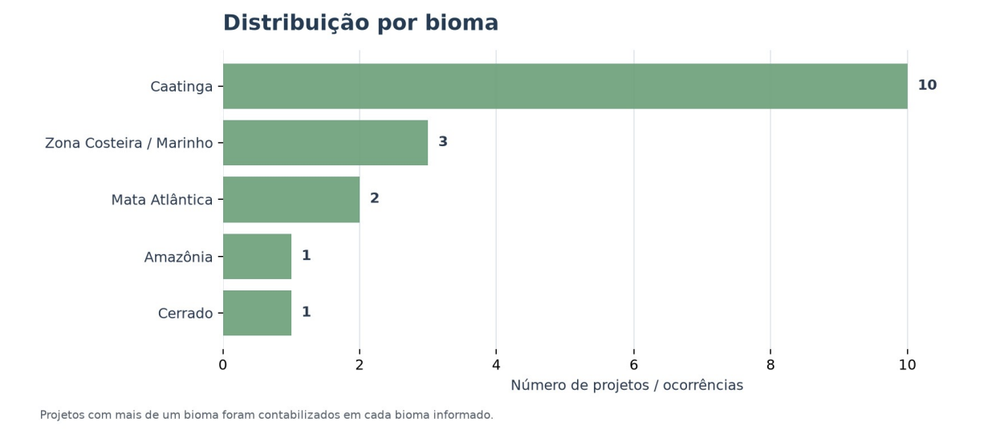 Distribuição por bioma
Caatinga
10
Zona Costeira / Marinho
3
Mata Atlântica
2
Amazônia
1
Cerrado
1
0 2 4 6 8 10
Número de projetos / ocorrências
Projetos com mais de um bioma foram contabilizados em cada bioma informado.